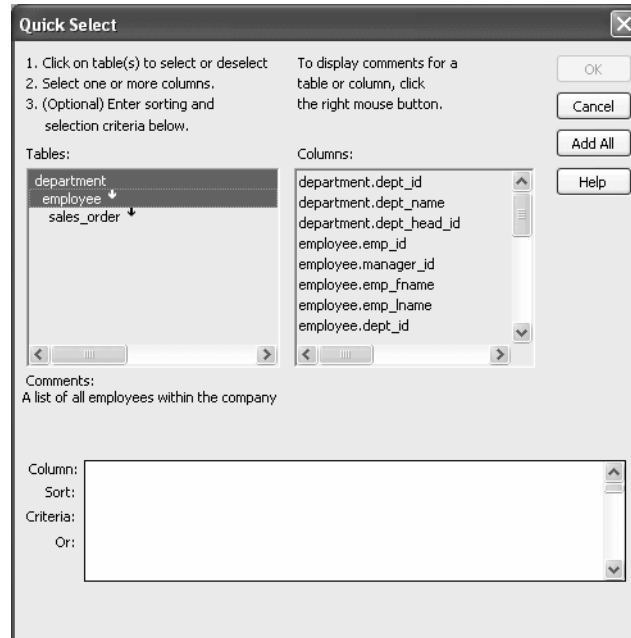 Quick Select
1. Click on table(s) to select or deselect
2. Select one or more columns.
3. (Optional) Enter sorting and
selection criteria below.
To display comments for a
table or column, click
the right mouse button.
OK
Cancel
Add All
Help
Tables:
department
employee
sales_order
Columns:
department.dept_id
department.dept_name
department.dept_head_id
employee.emp_id
employee.manager_id
employee.emp_fname
employee.emp_lname
employee.dept_id
Comments:
A list of all employees within the company
Column:
Sort:
Criteria:
Or: